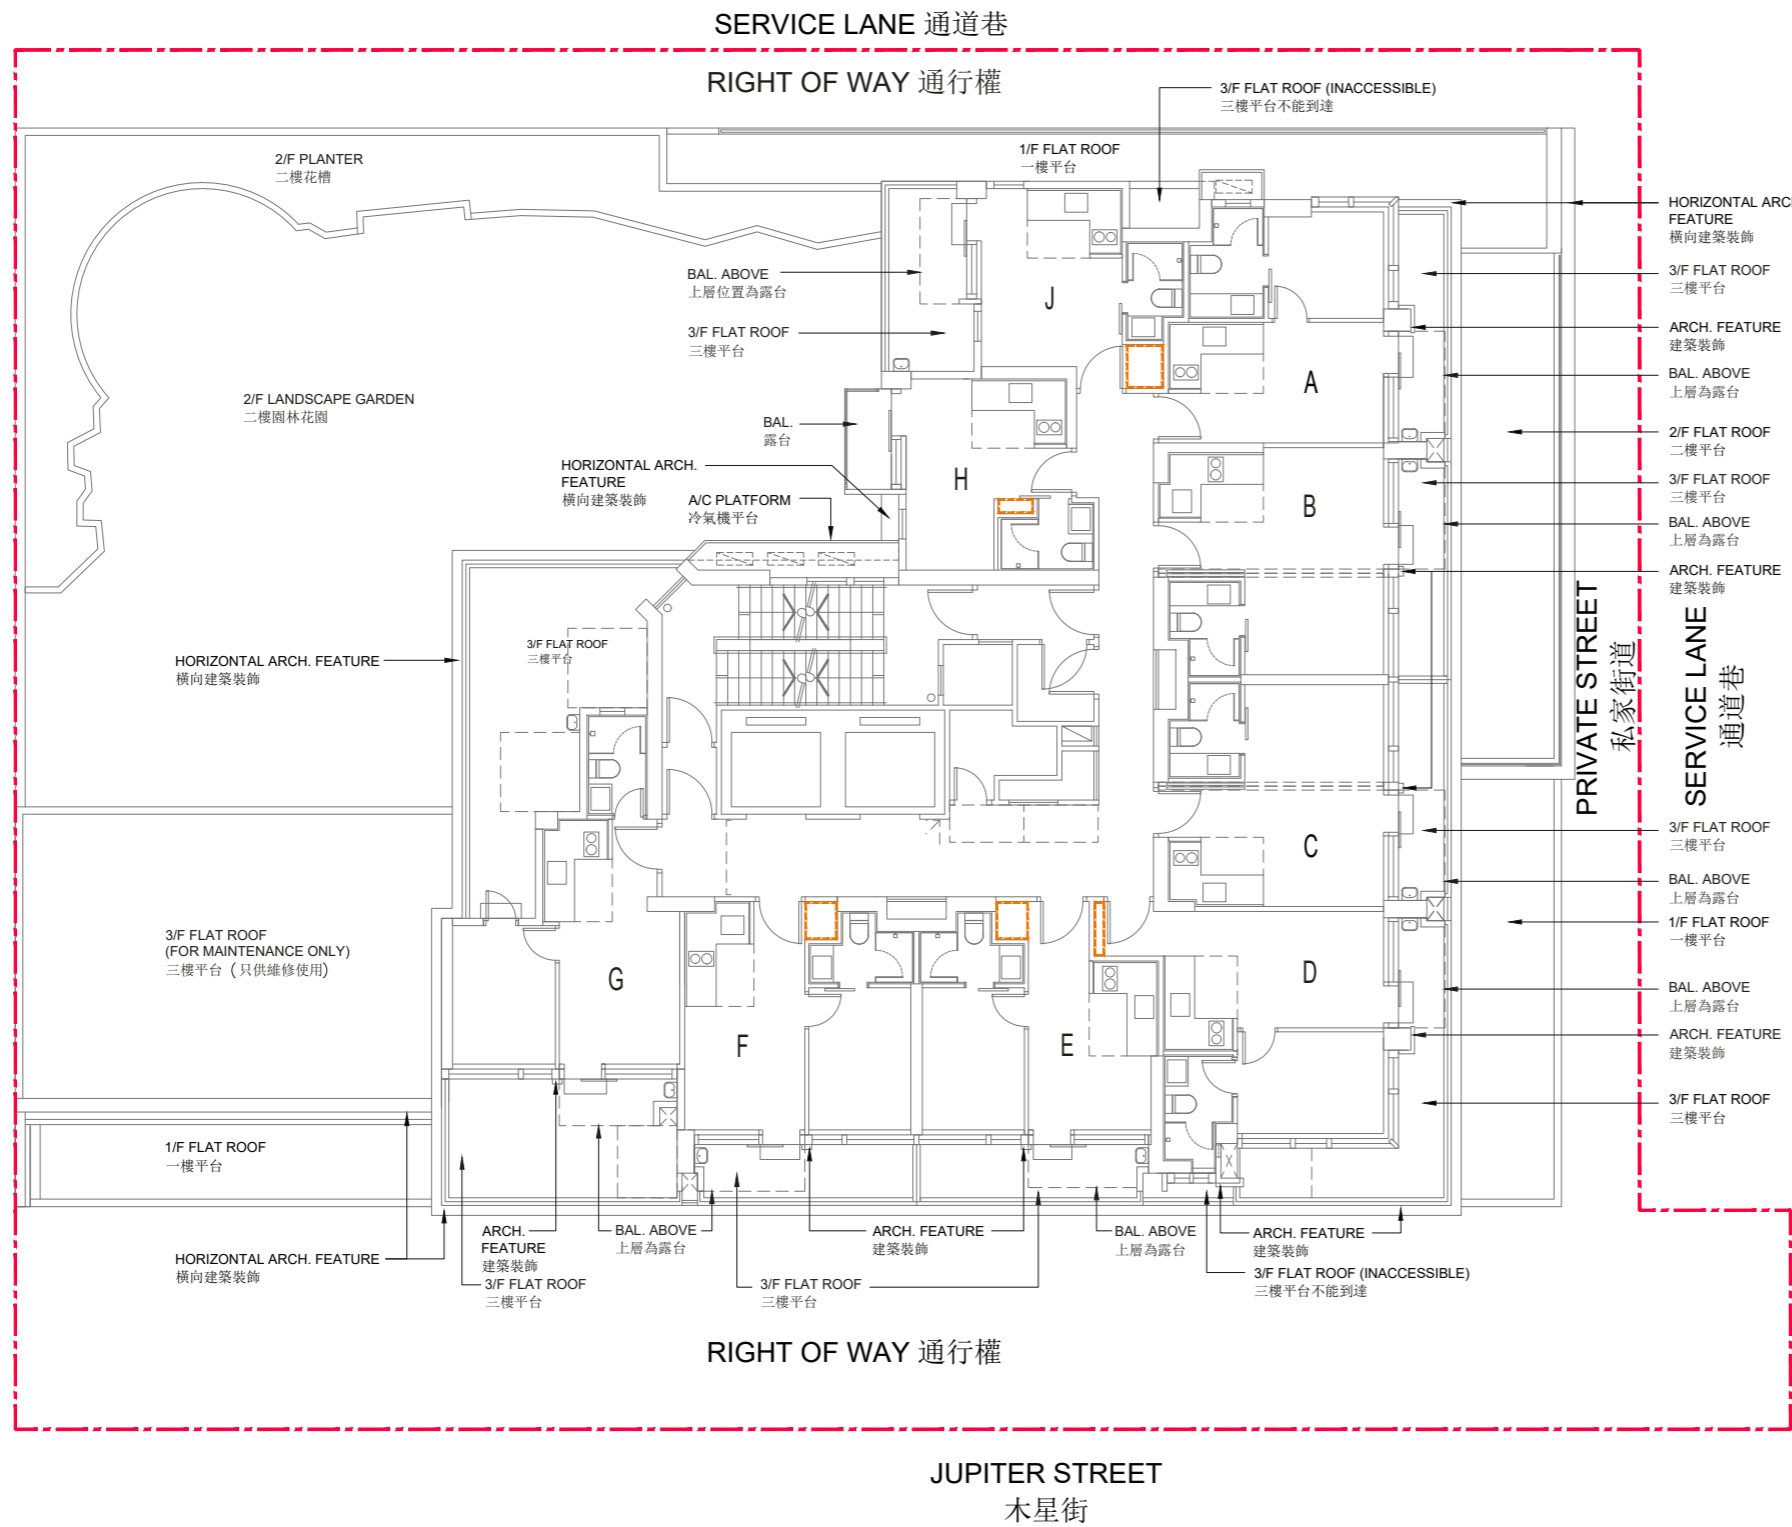 SERVICE LANE 通道巷
RIGHT OF WAY 通行權
3/F FLAT ROOF (INACCESSIBLE)
三樓平台不能到達
2/F PLANTER
二樓花槽
1/F FLAT ROOF
一樓平台
HORIZONTAL ARC
FEATURE
橫向建築裝飾
BAL. ABOVE
上層位置為露台
3/F FLAT ROOF
三樓平台
J
3/F FLAT ROOF
三樓平台
ARCH. FEATURE
建築裝飾
A
BAL. ABOVE
上層為露台
2/F LANDSCAPE GARDEN
二樓園林花園
BAL.
露台
2/F FLAT ROOF
二樓平台
HORIZONTAL ARCH.
FEATURE
橫向建築裝飾
A/C PLATFORM
冷氣機平台
H
B
3/F FLAT ROOF
三樓平台
BAL. ABOVE
上層為露台
ARCH. FEATURE
建築裝飾
PRIVATE STREET
私家街道
SERVICE LANE
通道巷
3/F FLAT ROOF
三樓平台
HORIZONTAL ARCH. FEATURE
橫向建築裝飾
C
3/F FLAT ROOF
三樓平台
BAL. ABOVE
上層為露台
1/F FLAT ROOF
一樓平台
3/F FLAT ROOF
(FOR MAINTENANCE ONLY)
三樓平台（只供維修使用）
G
F
E
D
BAL. ABOVE
上層為露台
ARCH. FEATURE
建築裝飾
3/F FLAT ROOF
三樓平台
1/F FLAT ROOF
一樓平台
HORIZONTAL ARCH. FEATURE
橫向建築裝飾
ARCH.
FEATURE
建築裝飾
3/F FLAT ROOF
三樓平台
BAL. ABOVE
上層為露台
ARCH. FEATURE
建築裝飾
3/F FLAT ROOF
三樓平台
BAL. ABOVE
上層為露台
ARCH. FEATURE
建築裝飾
3/F FLAT ROOF (INACCESSIBLE)
三樓平台不能到達
RIGHT OF WAY 通行權
JUPITER STREET
木星街